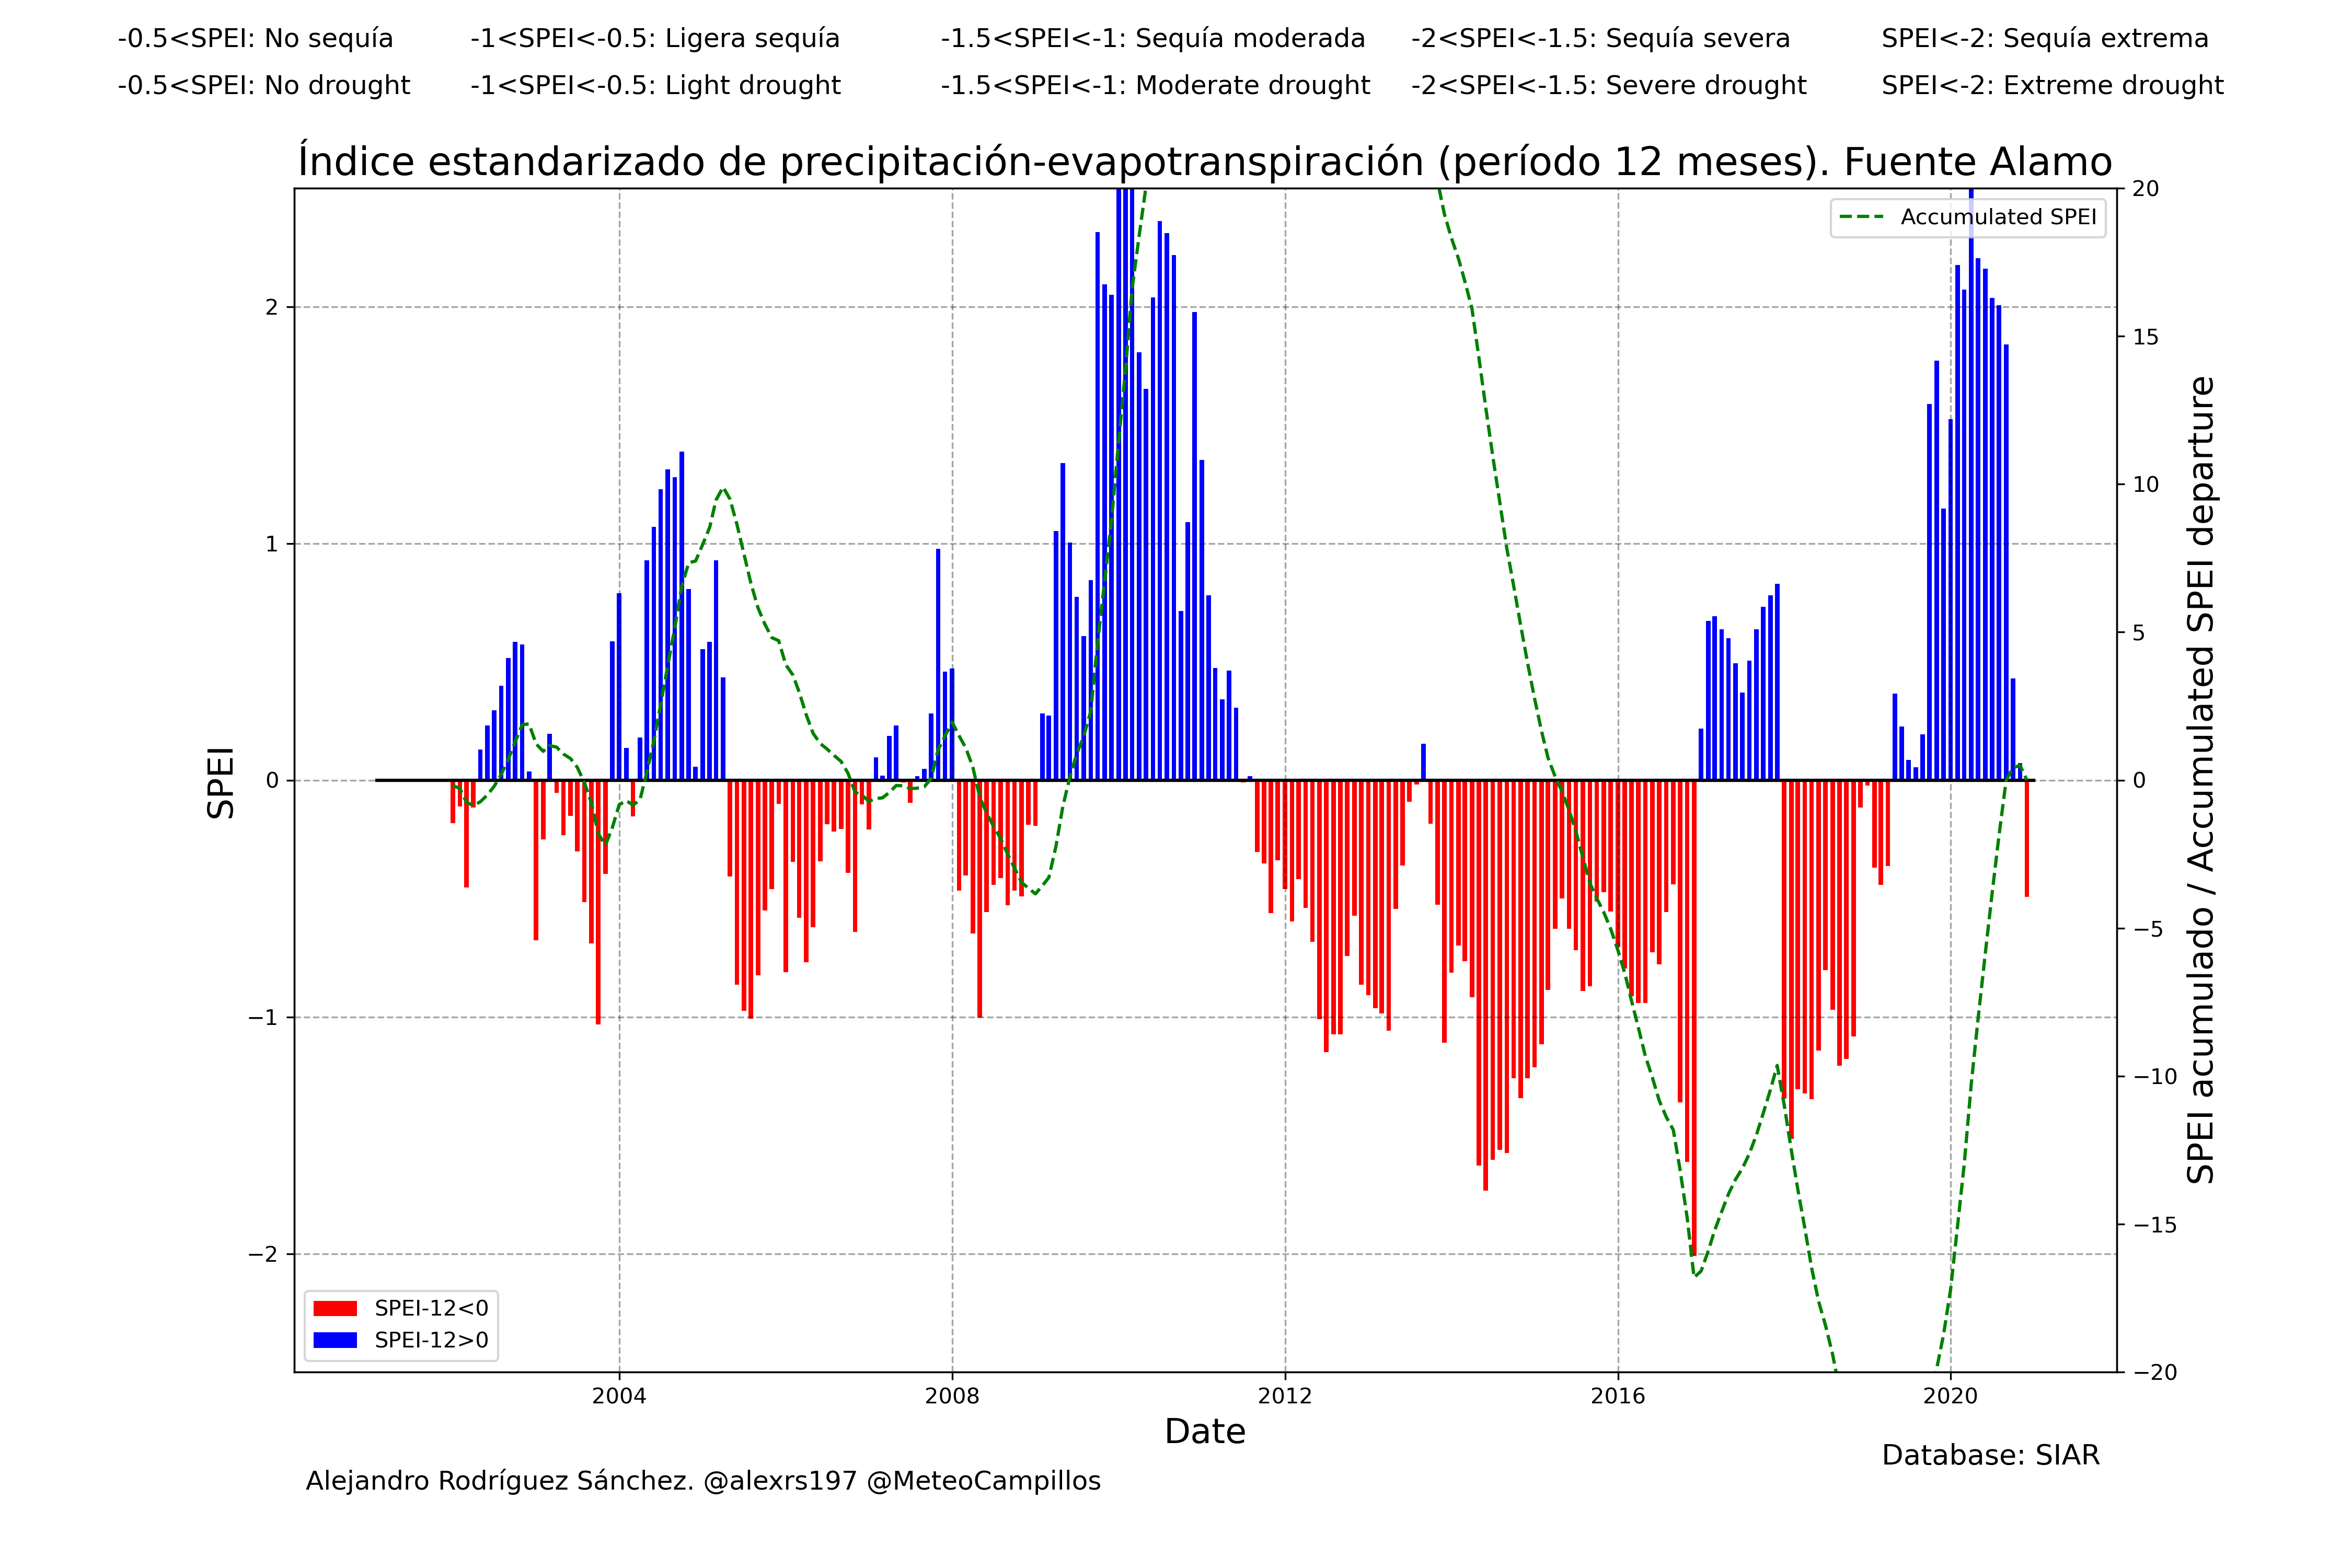 -0.5<SPEI: No sequía -1<SPEI<-0.5: Ligera sequía -1.5<SPEI<-1: Sequía moderada -2<SPEI<-1.5: Sequía severa SPEI<-2: Sequía extrema
-0.5<SPEI: No drought -1<SPEI<-0.5: Light drought -1.5<SPEI<-1: Moderate drought -2<SPEI<-1.5: Severe drought SPEI<-2: Extreme drought
Índice estandarizado de precipitación-evapotranspiración (período 12 meses). Fuente Alamo
Accumulated SPEI
SPEI
2
1
0
−1
−2
20
15
10
5
0
−5
−10
−15
−20
SPEI acumulado / Accumulated SPEI departure
SPEI-12<0
SPEI-12>0
2004 2008 2012 2016 2020
Date
Database: SIAR
Alejandro Rodríguez Sánchez. @alexrs197 @MeteoCampillos